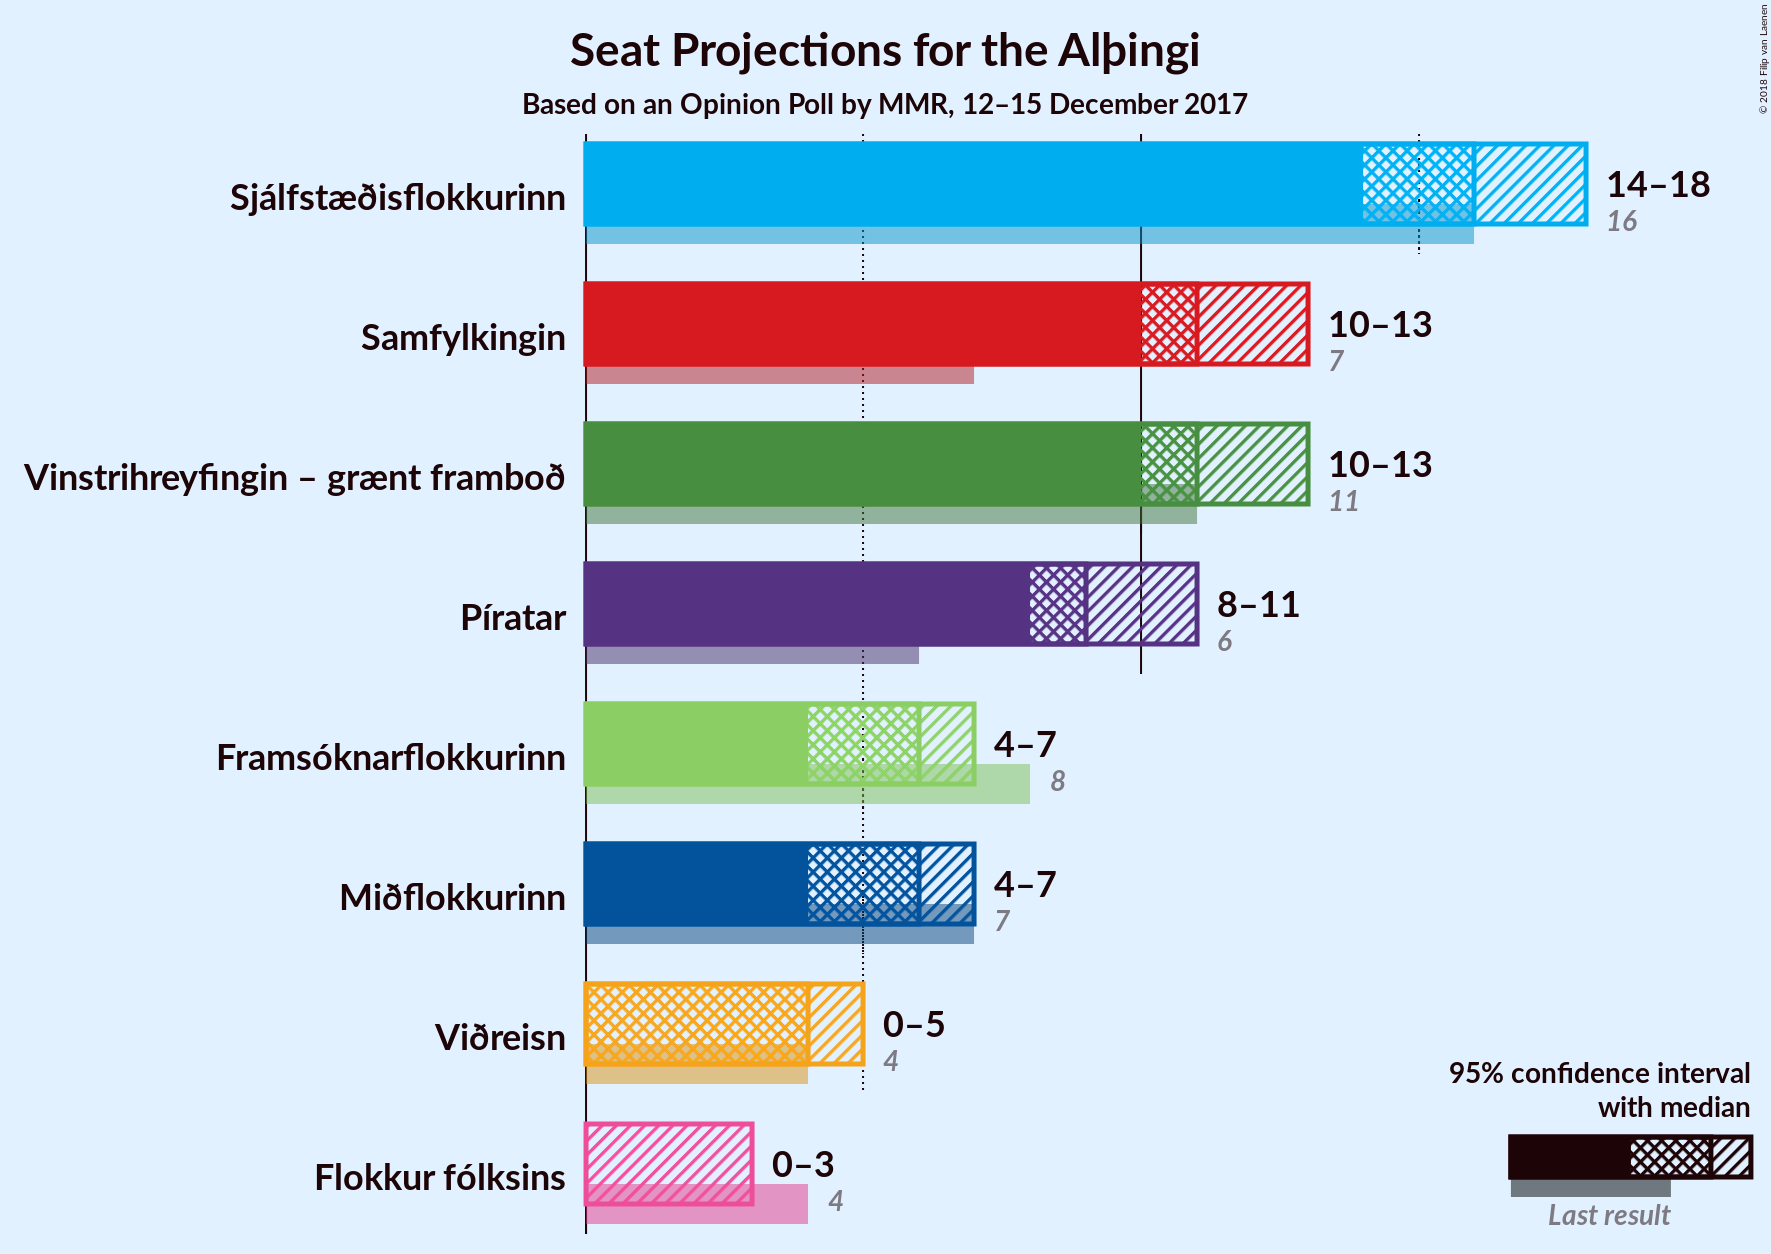 Seat Projections for the Alþingi
Based on an Opinion Poll by MMR, 12–15 December 2017
© 2018 Filip van Laenen
Sjálfstæðisflokkurinn
14–18
16
Samfylkingin
10–13
7
Vinstrihreyfingin – grænt framboð
10–13
11
Píratar
8–11
6
Framsóknarflokkurinn
4–7
8
Miðflokkurinn
4–7
7
Viðreisn
0–5
4
Flokkur fólksins
0–3
4
95% confidence interval
with median
Last result